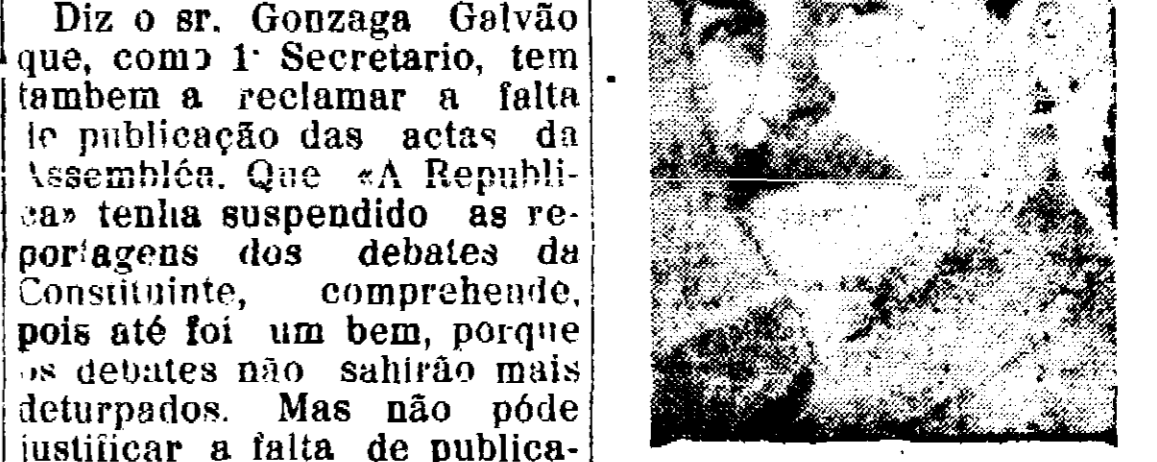 Diz o sr. Gonzaga Galvão
que, como 1· Secretario, tem
tambem a reclamar a falta
de publicação das actas da
Assembléa. Que «A Republi-
ca» tenha suspendido as re-
portagens dos debates da
Constituinte, comprehende,
pois até foi um bem, porque
os debates não sahirão mais
deturpados. Mas não póde
justificar a falta de publica-